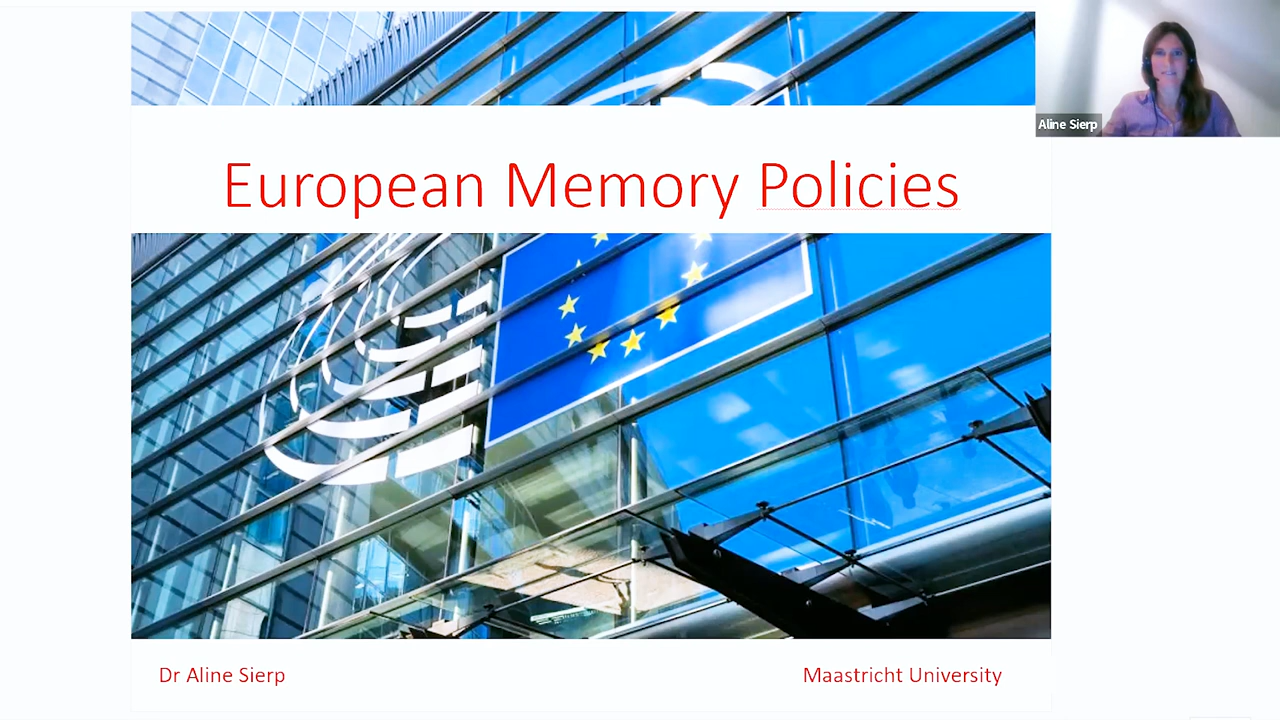 Aline Sierp
European Memory Policies
Dr Aline Sierp
Maastricht University